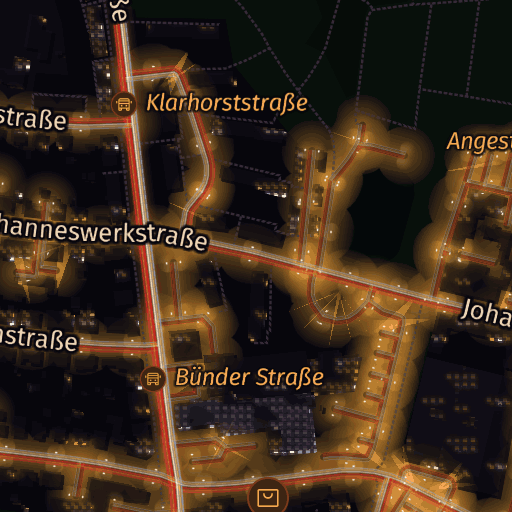 ße
Klarhorststraße
straße
Angest
hanneswerkstraße
Joha
straße
Bünder Straße